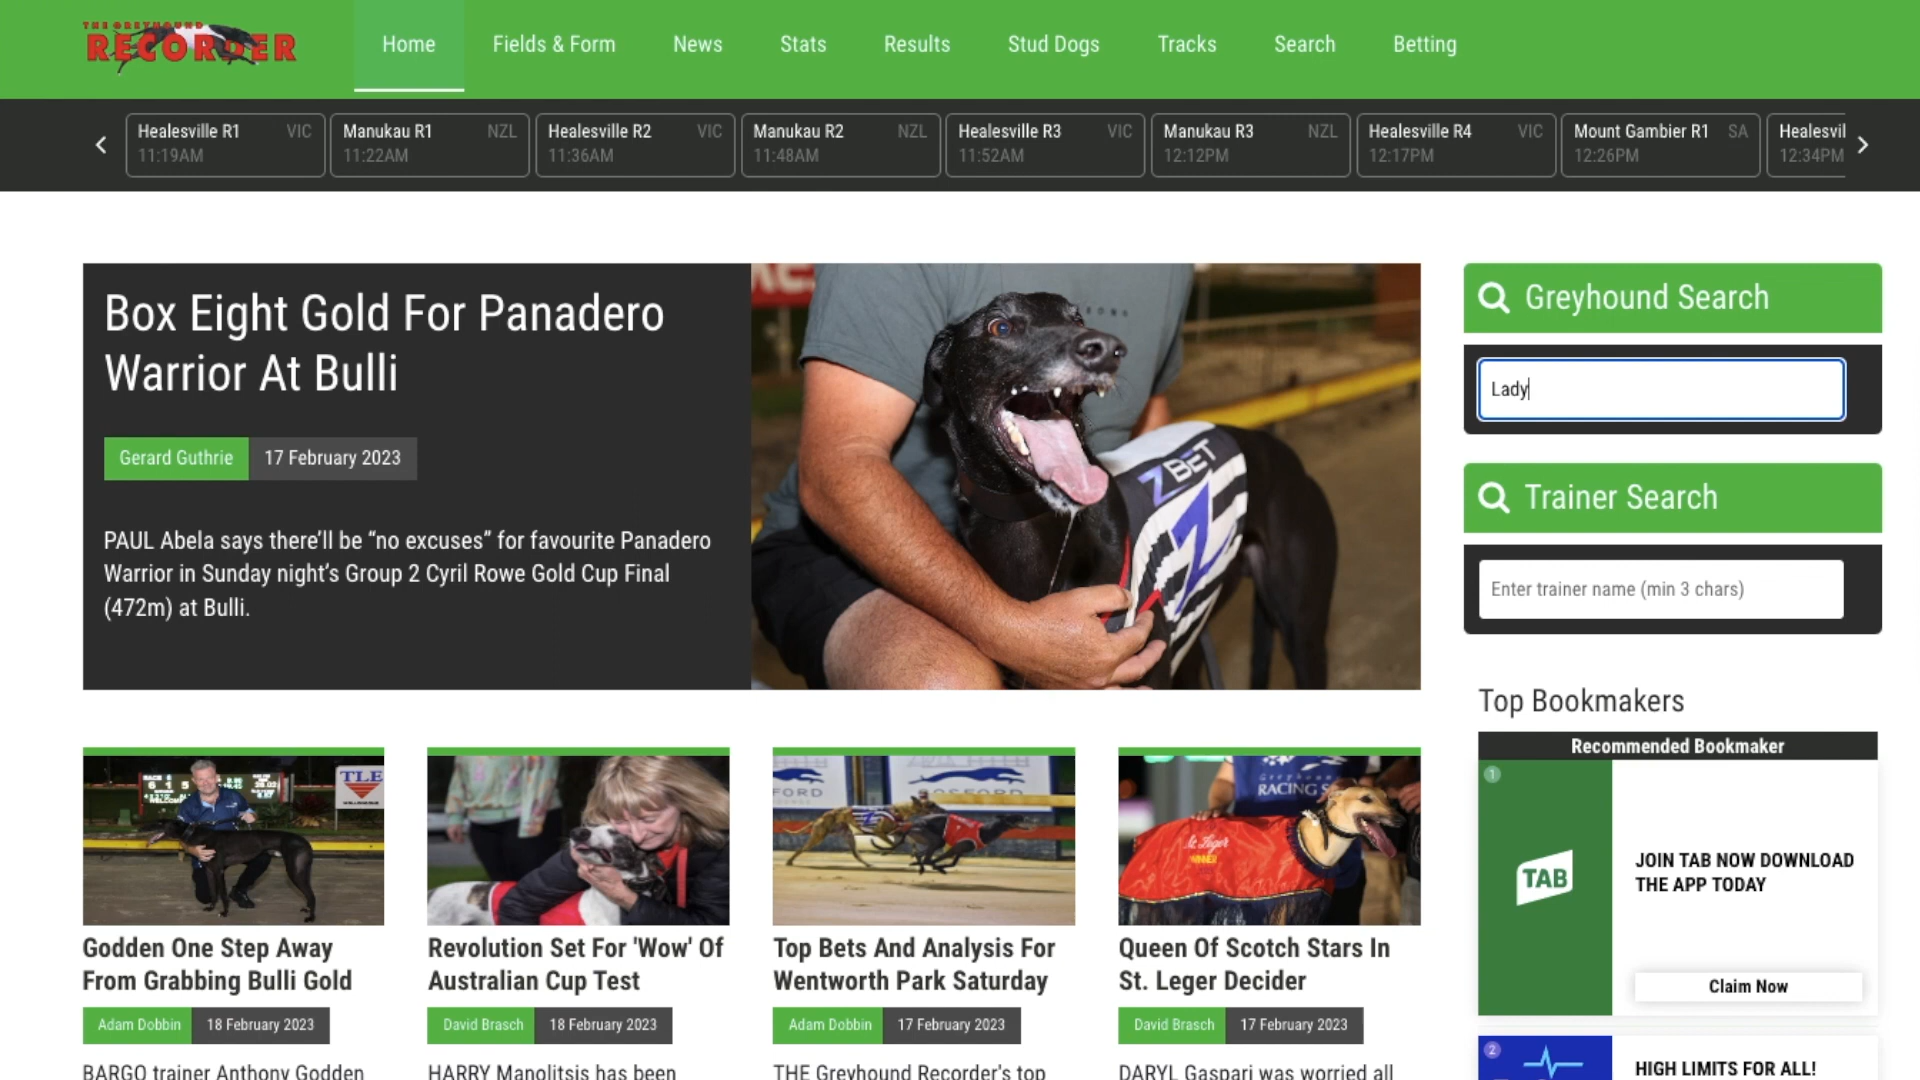 THE GREYHOUND
RECORDER
Home
Fields & Form
News
Stats
Results
Stud Dogs
Tracks
Search
Betting
Healesville R1 VIC
11:19AM
Manukau R1 NZL
11:22AM
Healesville R2 VIC
11:36AM
Manukau R2 NZL
11:48AM
Healesville R3 VIC
11:52AM
Manukau R3 NZL
12:12PM
Healesville R4 VIC
12:17PM
Mount Gambier R1 SA
12:26PM
Healesvil
12:34PM
Box Eight Gold For Panadero
Warrior At Bulli
Gerard Guthrie 17 February 2023
PAUL Abela says there’ll be “no excuses” for favourite Panadero
Warrior in Sunday night’s Group 2 Cyril Rowe Gold Cup Final
(472m) at Bulli.
ZBET
Z
Greyhound Search
Lady
Trainer Search
Enter trainer name (min 3 chars)
Top Bookmakers
Recommended Bookmaker
1
TAB
JOIN TAB NOW DOWNLOAD
THE APP TODAY
Claim Now
2
HIGH LIMITS FOR ALL!
TLE
Godden One Step Away
From Grabbing Bulli Gold
Adam Dobbin 18 February 2023
BARGO trainer Anthony Godden
Revolution Set For 'Wow' Of
Australian Cup Test
David Brasch 18 February 2023
HARRY Manolitsis has been
FORD
GOSFORD
Top Bets And Analysis For
Wentworth Park Saturday
Adam Dobbin 17 February 2023
THE Greyhound Recorder's top
Greyhound
RACING S
St. Leger
WINNER
Queen Of Scotch Stars In
St. Leger Decider
David Brasch 17 February 2023
DARYL Gaspari was worried all